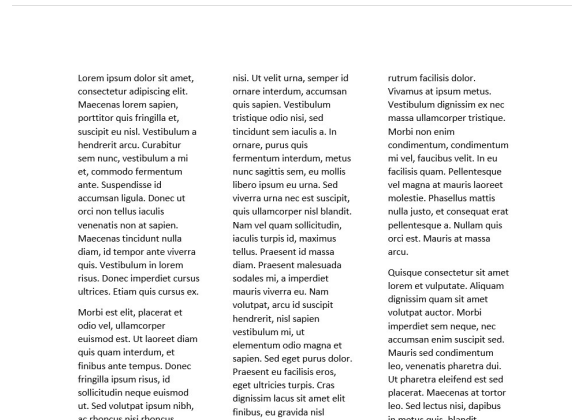 Lorem ipsum dolor sit amet,
consectetur adipiscing elit.
Maecenas lorem sapien,
porttitor quis fringilla et,
suscipit eu nisl. Vestibulum a
hendrerit arcu. Curabitur
sem nunc, vestibulum a mi
et, commodo fermentum
ante. Suspendisse id
accumsan ligula. Donec ut
orci non tellus iaculis
venenatis non at sapien.
Maecenas tincidunt nulla
diam, id tempor ante viverra
quis. Vestibulum in lorem
risus. Donec imperdiet cursus
ultrices. Etiam quis cursus ex.
Morbi est elit, placerat et
odio vel, ullamcorper
euismod est. Ut laoreet diam
quis quam interdum, et
finibus ante tempus. Donec
fringilla ipsum risus, id
sollicitudin neque euismod
ut. Sed volutpat ipsum nibh,
ac rhoncus nisi rhoncus
nisi. Ut velit urna, semper id
ornare interdum, accumsan
quis sapien. Vestibulum
tristique odio nisi, sed
tincidunt sem iaculis a. In
ornare, purus quis
fermentum interdum, metus
nunc sagittis sem, eu mollis
libero ipsum eu urna. Sed
viverra urna nec est suscipit,
quis ullamcorper nisl blandit.
Nam vel quam sollicitudin,
iaculis turpis id, maximus
tellus. Praesent id massa
diam. Praesent malesuada
sodales mi, a imperdiet
mauris viverra eu. Nam
volutpat, arcu id suscipit
hendrerit, nisl sapien
vestibulum mi, ut
elementum odio magna et
sapien. Sed eget purus dolor.
Praesent eu facilisis eros,
eget ultricies turpis. Cras
dignissim lacus sit amet elit
finibus, eu gravida nisl
rutrum facilisis dolor.
Vivamus at ipsum metus.
Vestibulum dignissim ex nec
massa ullamcorper tristique.
Morbi non enim
condimentum, condimentum
mi vel, faucibus velit. In eu
facilisis quam. Pellentesque
vel magna at mauris laoreet
molestie. Phasellus mattis
nulla justo, et consequat erat
pellentesque a. Nullam quis
orci est. Mauris at massa
arcu.
Quisque consectetur sit amet
lorem et vulputate. Aliquam
dignissim quam sit amet
volutpat auctor. Morbi
imperdiet sem neque, nec
accumsan enim suscipit sed.
Mauris sed condimentum
leo, venenatis pharetra dui.
Ut pharetra eleifend est sed
placerat. Maecenas at tortor
leo. Sed lectus nisi, dapibus
in metus quis, blandit